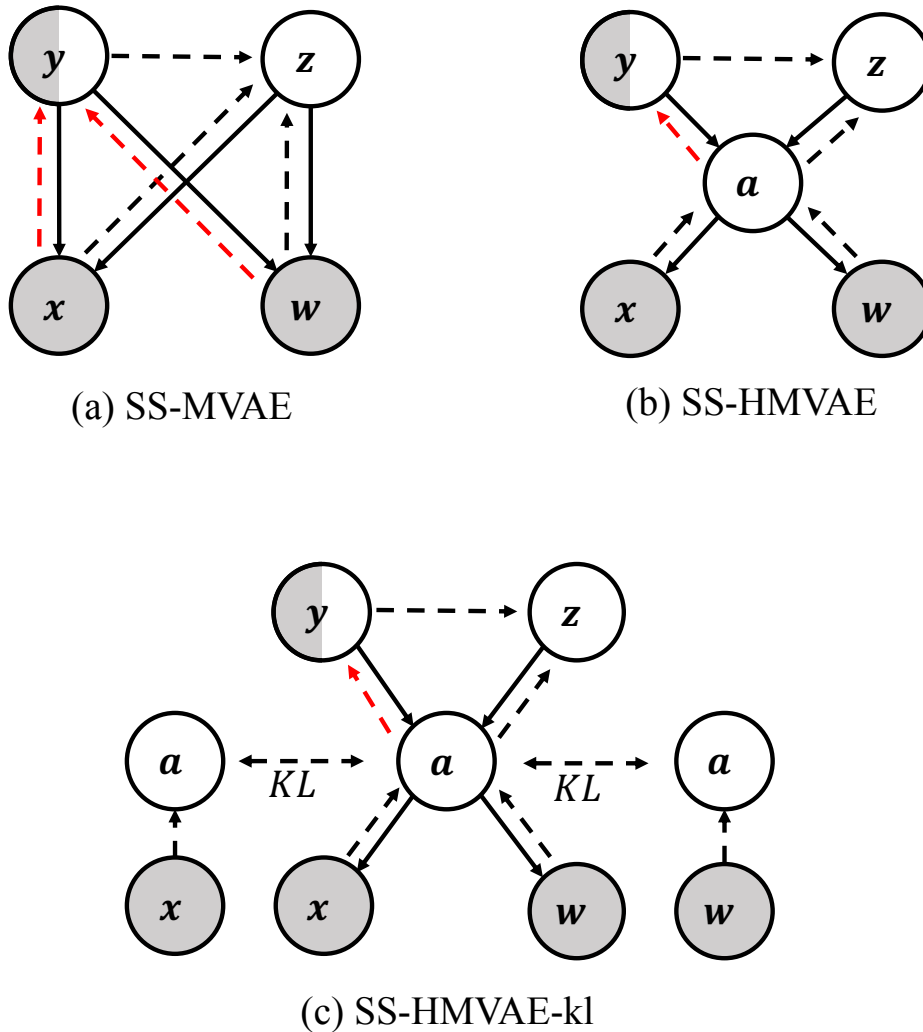 y z y z
a
x w x w
(a) SS-MVAE (b) SS-HMVAE
y z
a a a
KL KL
x x w w
(c) SS-HMVAE-kl